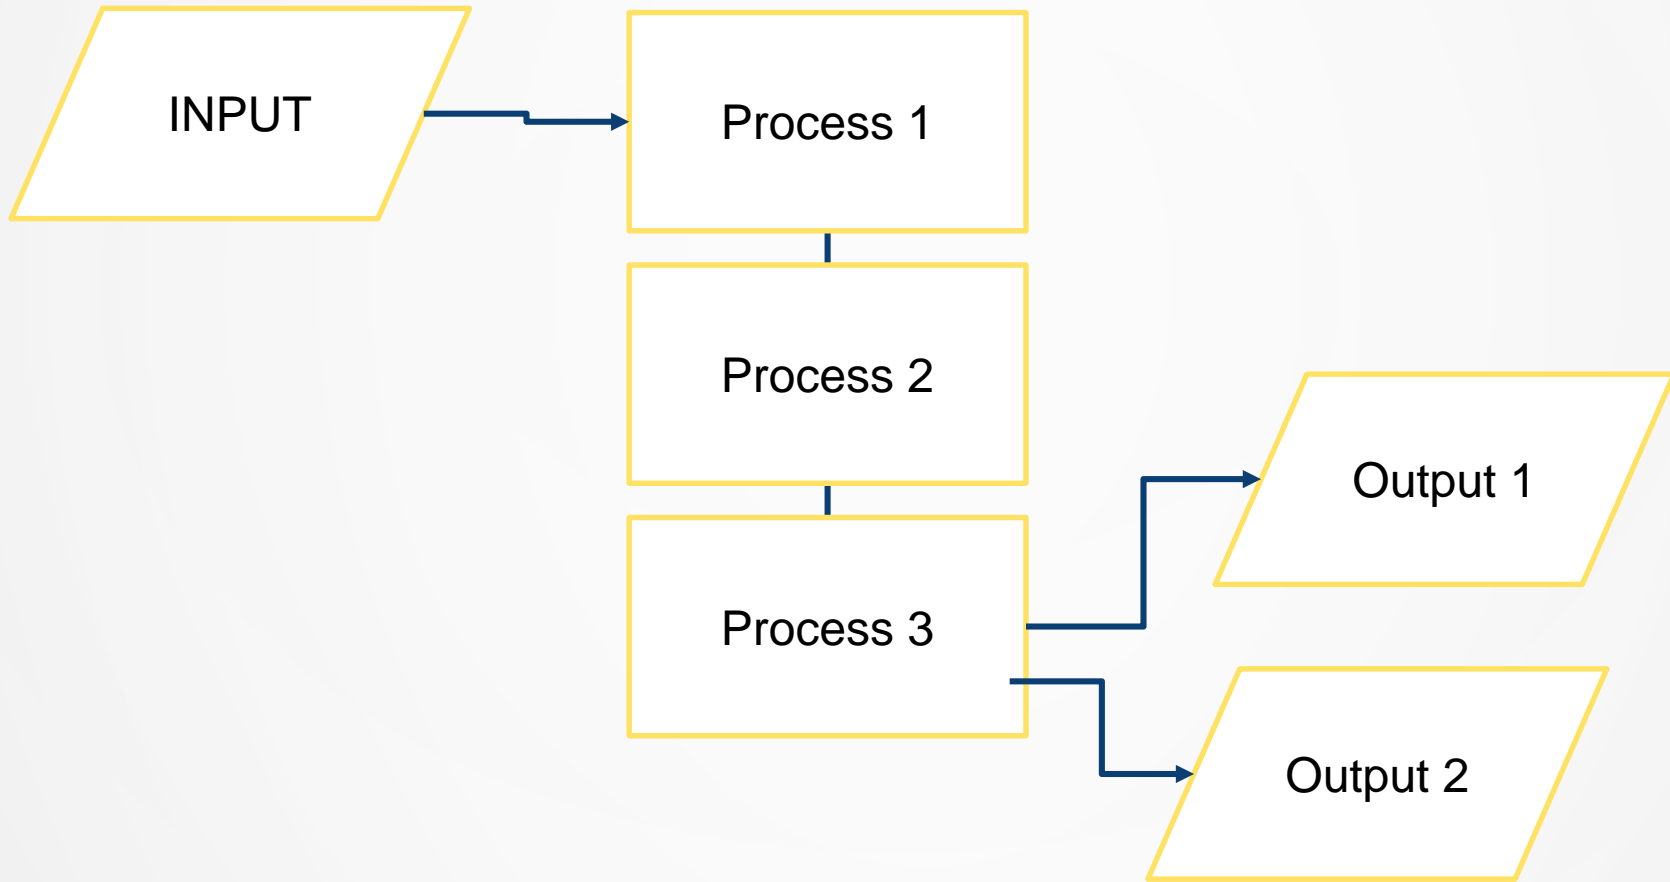 INPUT
Process 1
Process 2
Process 3
Output 1
Output 2